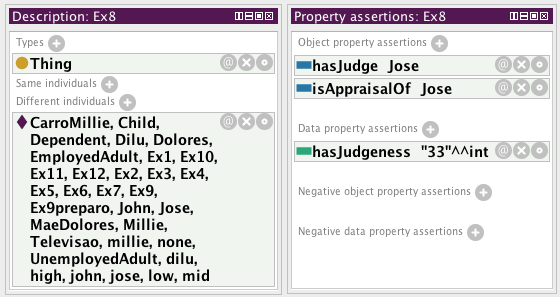 Description: Ex8
Types
Thing
Same individuals
Different individuals
CarroMillie, Child,
Dependent, Dilu, Dolores,
EmployedAdult, Ex1, Ex10,
Ex11, Ex12, Ex2, Ex3, Ex4,
Ex5, Ex6, Ex7, Ex9,
Ex9preparo, John, Jose,
MaeDolores, Millie,
Televisao, millie, none,
UnemployedAdult, dilu,
high, john, jose, low, mid
Property assertions: Ex8
Object property assertions
hasJudge Jose
isAppraisalOf Jose
Data property assertions
hasJudgeness "33"^^int
Negative object property assertions
Negative data property assertions